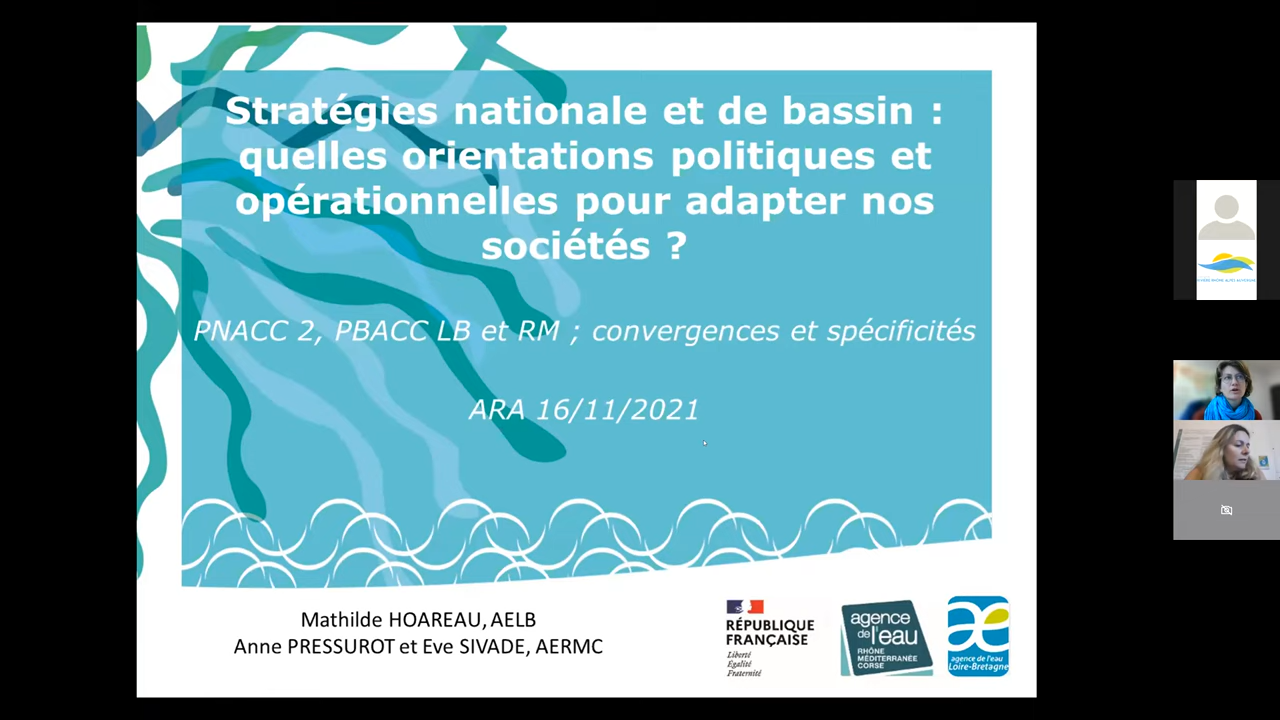 Stratégies nationale et de bassin :
quelles orientations politiques et
opérationnelles pour adapter nos
sociétés ?
PNACC 2, PBACC LB et RM ; convergences et spécificités
ARA 16/11/2021
Mathilde HOAREAU, AELB
Anne PRESSUROT et Eve SIVADE, AERMC
RÉPUBLIQUE
FRANÇAISE
Liberté
Égalité
Fraternité
agence
de l'eau
RHÔNE
MÉDITERRANÉE
CORSE
agence de l'eau
Loire-Bretagne